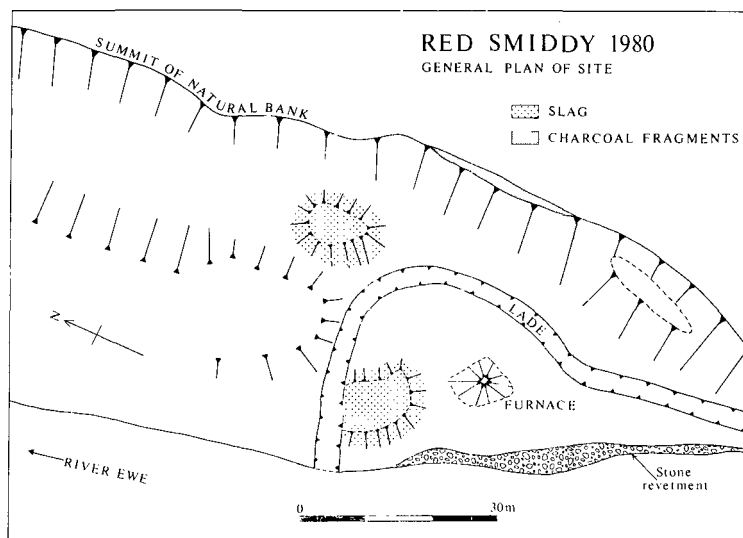 RED SMIDDY 1980
GENERAL PLAN OF SITE
SLAG
CHARCOAL FRAGMENTS
SUMMIT OF NATURAL BANK
LADE
N
FURNACE
RIVER EWE
Stone
revetment
0 30m